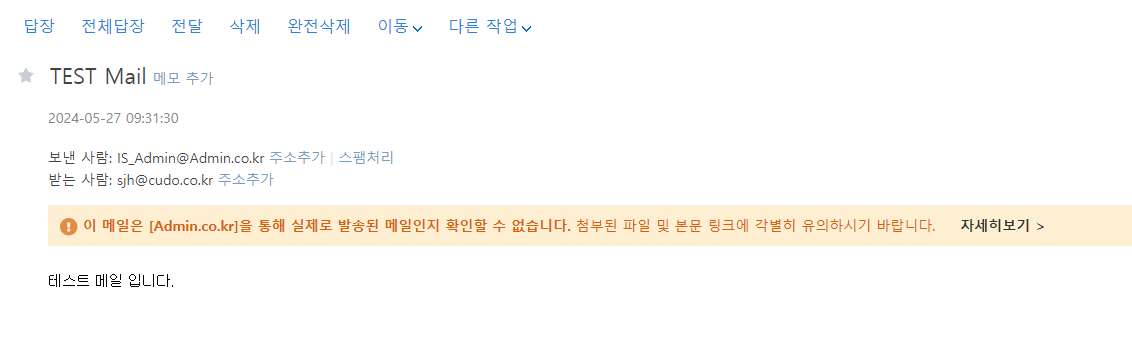 답장 전체답장 전달 삭제 완전삭제 이동 다른 작업
TEST Mail 메모 추가
2024-05-27 09:31:30
보낸 사람: IS_Admin@Admin.co.kr 주소추가 | 스팸처리
받는 사람: sjh@cudo.co.kr 주소추가
이 메일은 [Admin.co.kr]을 통해 실제로 발송된 메일인지 확인할 수 없습니다. 첨부된 파일 및 본문 링크에 각별히 유의하시기 바랍니다. 자세히보기 >
테스트 메일 입니다.